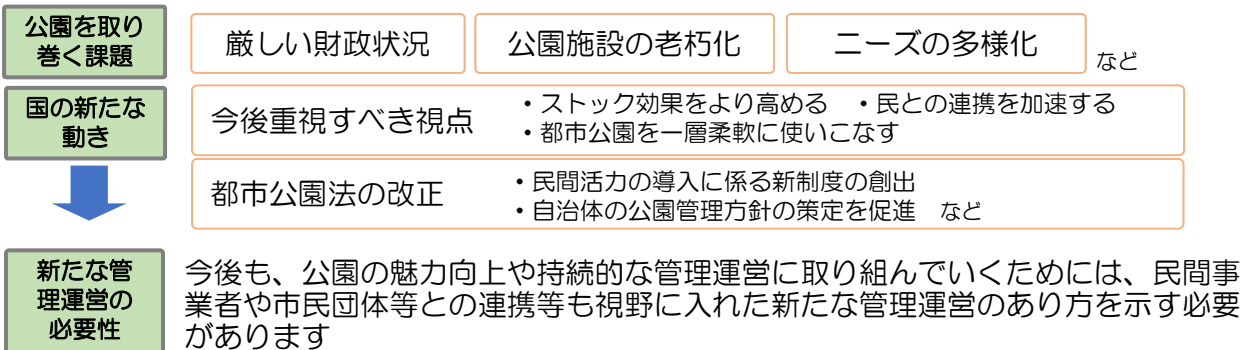 公園を取り
巻く課題
厳しい財政状況
公園施設の老朽化
ニーズの多様化
など
国の新たな
動き
今後重視すべき視点
・ストック効果をより高める　・民との連携を加速する
・都市公園を一層柔軟に使いこなす
都市公園法の改正
・民間活力の導入に係る新制度の創出
・自治体の公園管理方針の策定を促進　など
新たな管
理運営の
必要性
今後も、公園の魅力向上や持続的な管理運営に取り組んでいくためには、民間事
業者や市民団体等との連携等も視野に入れた新たな管理運営のあり方を示す必要
があります